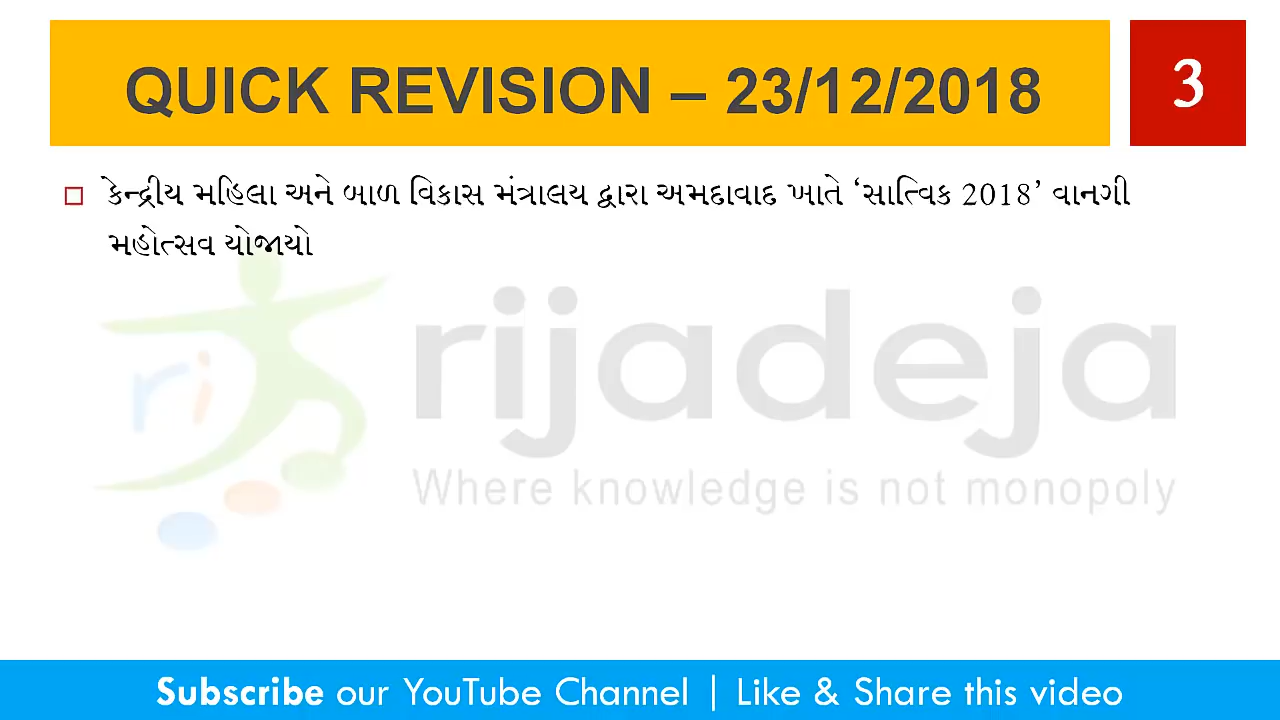 QUICK REVISION – 23/12/2018
3
કેન્દ્રીય મહિલા અને બાળ વિકાસ મંત્રાલય દ્વારા અમદાવાદ ખાતે ‘સાત્વિક 2018’ વાનગી
મહોત્સવ યોજાયો
ri
rijadeja
Where knowledge is not monopoly
Subscribe our YouTube Channel | Like & Share this video